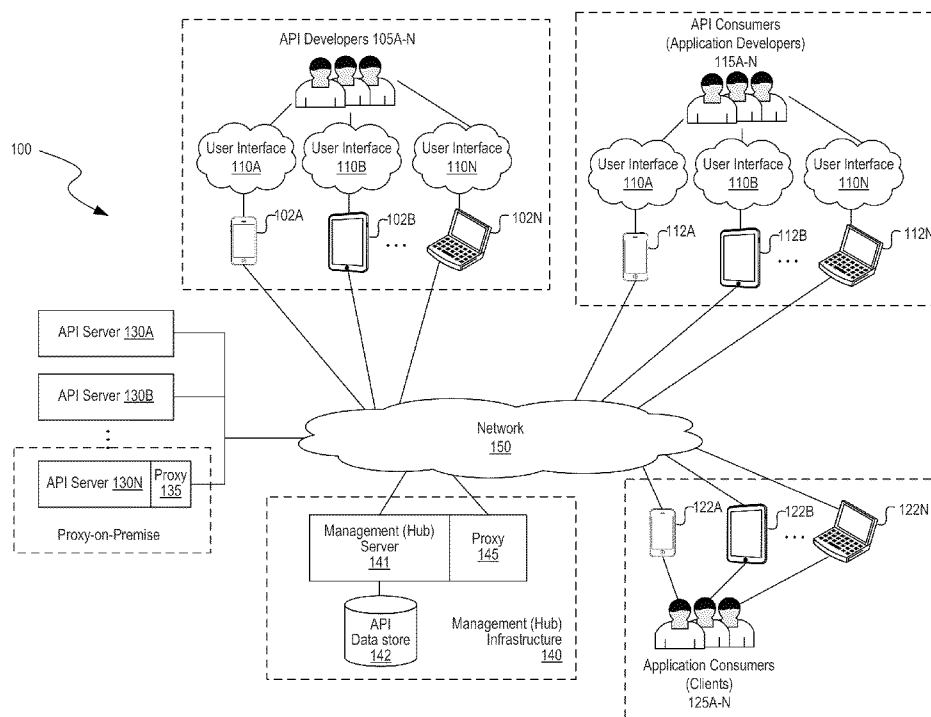 API Developers 105A-N
User Interface
110A
User Interface
110B
User Interface
110N
102A
102B
...
102N
API Consumers
(Application Developers)
115A-N
User Interface
110A
User Interface
110B
User Interface
110N
112A
112B
...
112N
100
API Server 130A
API Server 130B
API Server 130N
Proxy
135
Proxy-on-Premise
Network
150
Management (Hub)
Server
141
Proxy
145
API
Data store
142
Management (Hub)
Infrastructure 140
122A
122B
...
122N
Application Consumers
(Clients)
125A-N